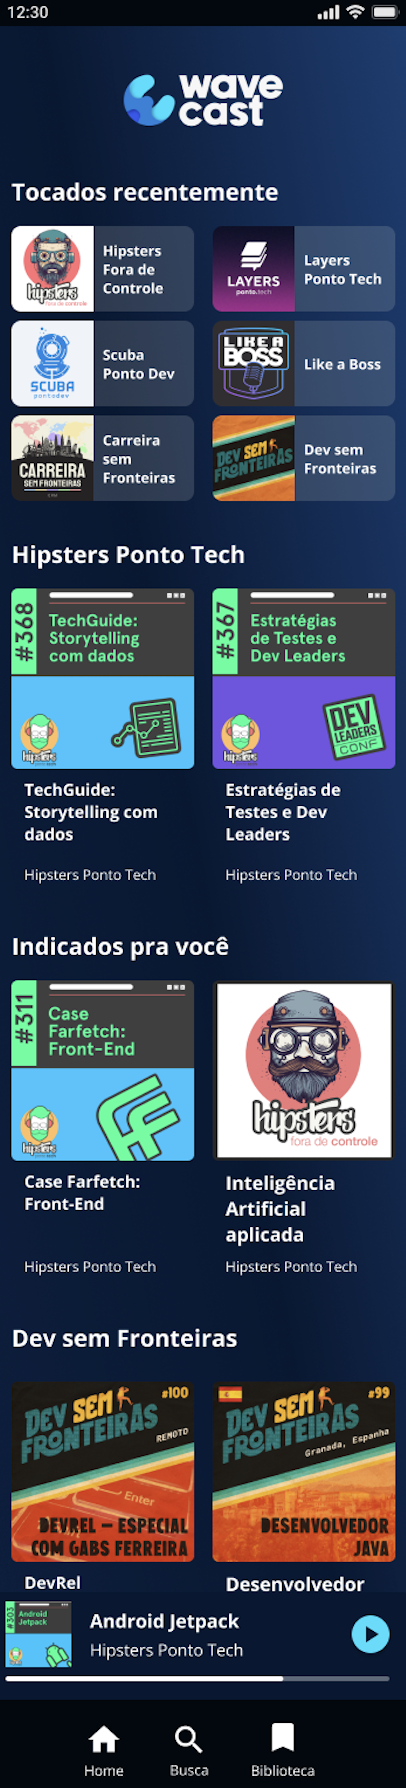 12:30
wave
cast
Tocados recentemente
hipsters
fora de controle
Hipsters
Fora de
Controle
LAYERS
ponto.tech
Layers
Ponto Tech
SCUBA
pontodev
Scuba
Ponto Dev
LIKE A
BOSS
Like a Boss
CARREIRA
SEM FRONTEIRAS
Carreira
sem
Fronteiras
DEV SEM
FRONTEIRAS
Dev sem
Fronteiras
Hipsters Ponto Tech
#368
TechGuide:
Storytelling
com dados
hipsters
#367
Estratégias
de Testes e
Dev Leaders
hipsters
DEV
LEADERS
CONF
TechGuide:
Storytelling com
dados
Hipsters Ponto Tech
Estratégias de
Testes e Dev
Leaders
Hipsters Ponto Tech
Indicados pra você
#311
Case
Farfetch:
Front-End
hipsters
hipsters
fora de controle
Case Farfetch:
Front-End
Hipsters Ponto Tech
Inteligência
Artificial
aplicada
Hipsters Ponto Tech
Dev sem Fronteiras
#100
DEV SEM
FRONTEIRAS
REMOTO
Enter
DEVREL – ESPECIAL
COM GABS FERREIRA
#99
DEV SEM
FRONTEIRAS
Granada, Espanha
DESENVOLVEDOR
JAVA
DevRel
Desenvolvedor
#303
Android
Jetpack
Android Jetpack
Hipsters Ponto Tech
Home
Busca
Biblioteca